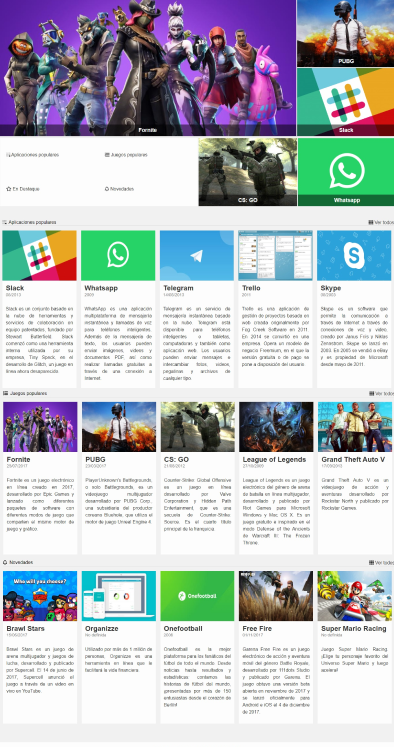 Fornite
PUBG
Slack
Aplicaciones populares
Juegos populares
En Destaque
Novedades
CS: GO
Whatsapp
Aplicaciones populares
Ver todos
Slack
Whatsapp
2009
Telegram
14/08/2013
Trello
2011
Skype
Slack es un conjunto basado en
la nube de herramientas y
servicios de colaboración en
equipo patentados, fundado por
Stewart Butterfield. Slack
comenzó como una herramienta
interna utilizada por su
empresa, Tiny Speck, en el
desarrollo de Glitch, un juego en
línea ahora desaparecido.
WhatsApp es una aplicación
multiplataforma de mensajería
instantánea y llamadas de voz
para teléfonos inteligentes.
Además de la mensajería de
texto, los usuarios pueden
enviar imágenes, videos y
documentos PDF, así como
realizar llamadas gratuitas a
través de una conexión a
Internet.
Telegram es un servicio de
mensajería instantánea basado
en la nube. Telegram está
disponible para teléfonos
inteligentes o tabletas,
computadoras y también como
aplicación web. Los usuarios
pueden enviar mensajes e
intercambiar fotos, videos,
pegatinas y archivos de
cualquier tipo.
Trello es una aplicación de
gestión de proyectos basada en
web creada originalmente por
Fog Creek Software en 2011.
En 2014 se convirtió en una
empresa. Opera un modelo de
negocio Freemium, en el que la
versión gratuita o de pago se
pone a disposición del usuario.
Skype es un software que
permite la comunicación a
través de Internet a través de
conexiones de voz y video,
creado por Janus Friis y Niklas
Zennstrom. Skype se lanzó en
2003. En 2005 se vendió a eBay
y es propiedad de Microsoft
desde mayo de 2011.
Juegos populares
Ver todos
Fornite
25/07/2017
PUBG
23/03/2017
CS: GO
21/08/2012
League of Legends
27/10/2009
Grand Theft Auto V
17/09/2013
Fornite es un juego electrónico
en línea creado en 2017,
desarrollado por Epic Games y
lanzado como diferentes
paquetes de software con
diferentes modos de juego que
comparten el mismo motor de
juego y gráfico.
PlayerUnknown's Battlegrounds,
o solo Battlegrounds, es un
videojuego multijugador
desarrollado por PUBG Corp.,
una subsidiaria del productor
coreano Bluehole, que utiliza el
motor de juego Unreal Engine 4.
Counter-Strike: Global Offensive
es un juego en línea
desarrollado por Valve
Corporation y Hidden Path
Entertainment que es una
secuela de Counter-Strike:
Source. Es el cuarto título
principal de la franquicia.
League of Legends es un juego
electrónico del género de arena
de batalla en línea multijugador,
desarrollado y publicado por
Riot Games para Microsoft
Windows y Mac OS X. Es un
juego gratuito e inspirado en el
modo Defense of the Ancients
de Warcraft III: The Frozen
Throne.
Grand Theft Auto V es un
videojuego de acción y
aventuras desarrollado por
Rockstar North y publicado por
Rockstar Games.
Novedades
Ver todos
Who will you choose?
Onefootball
Brawl Stars
15/06/2017
Organizze
No definida
Onefootball
2008
Free Fire
04/12/2017
Super Mario Racing
No definida
Brawl Stars es un juego de
arena multijugador y juegos de
lucha, desarrollado y publicado
por Supercell. El 14 de junio de
2017, Supercell anunció el
juego a través de un video en
vivo en YouTube.
Utilizado por más de 1 millón de
personas, Organizze es una
herramienta en línea que le
facilitará la vida financiera.
Onefootball es la mejor
plataforma para los fanáticos del
fútbol de todo el mundo. Desde
noticias hasta resultados y
estadísticas, contamos las
historias de fútbol del mundo,
presentadas por más de 150
entusiastas desde el corazón de
Berlín!
Garena Free Fire es un juego
electrónico de acción y aventura
móvil del género Battle Royale,
desarrollado por 111dots Studio
y publicado por Garena. El
juego obtuvo una versión beta
abierta en noviembre de 2017 y
se lanzó oficialmente para
Android e iOS el 4 de diciembre
de 2017.
Juego Super Mario Racing.
¡Elige tu personaje favorito del
Universo Super Mario y luego
acelere!